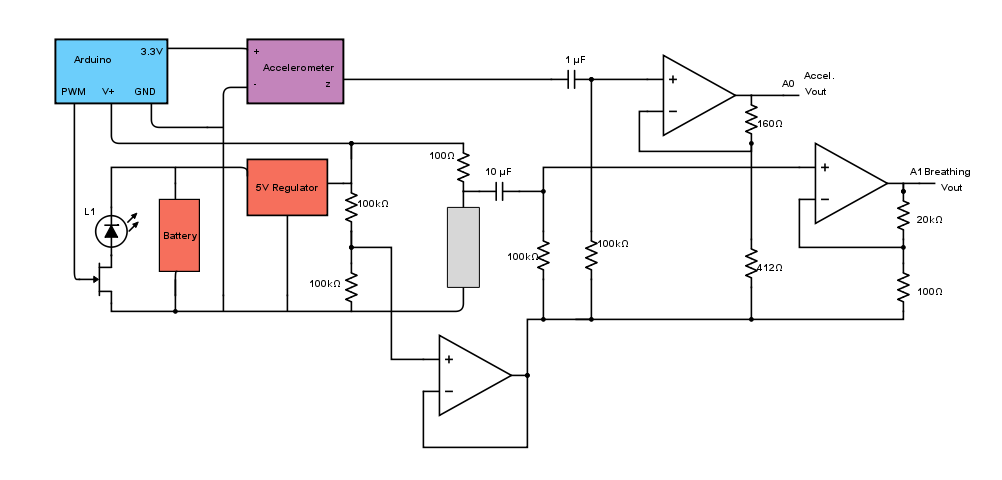 Arduino
3.3V
PWM V+ GND
+
Accelerometer
- z
1 µF
+
−
A0
Accel.
Vout
160Ω
100Ω
10 µF
5V Regulator
100kΩ
L1
Battery
100kΩ
100kΩ
100kΩ
412Ω
+
−
A1 Breathing
Vout
20kΩ
100Ω
+
−